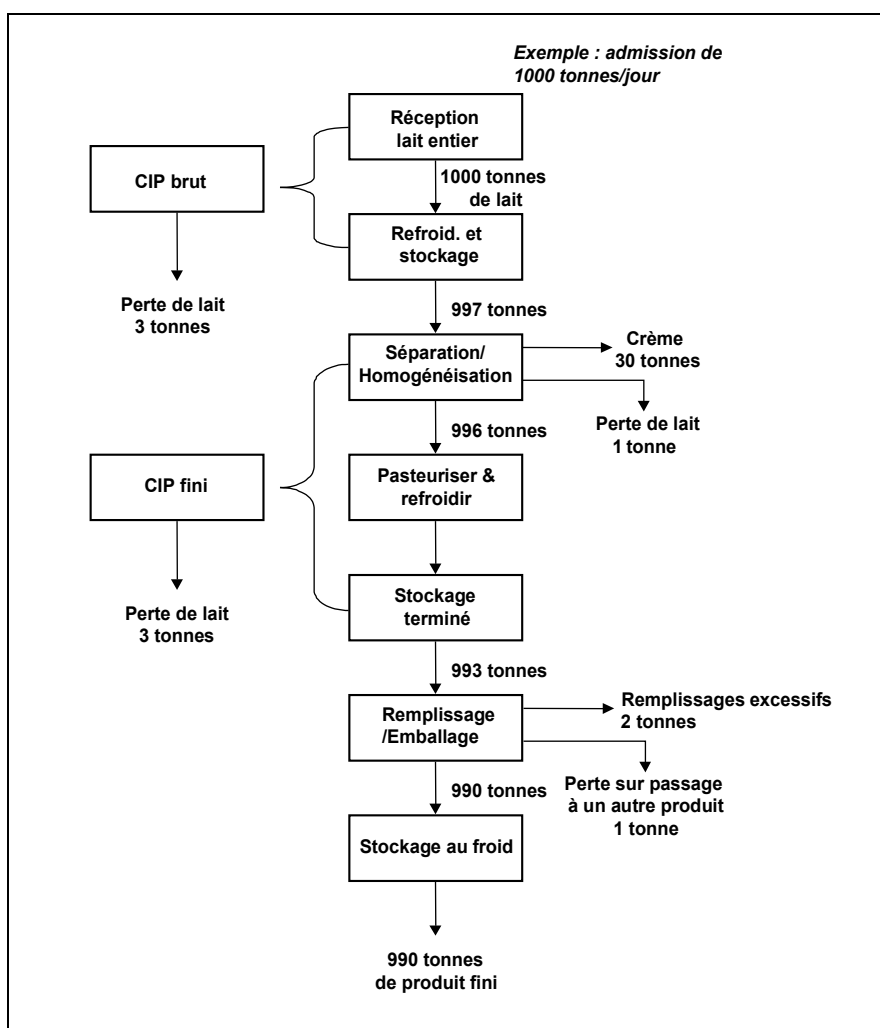 Exemple : admission de
1000 tonnes/jour
Réception
lait entier
CIP brut
1000 tonnes
de lait
Refroid. et
stockage
Perte de lait
3 tonnes
997 tonnes
Séparation/
Homogénéisation
Crème
30 tonnes
Perte de lait
1 tonne
996 tonnes
CIP fini
Pasteuriser &
refroidir
Stockage
terminé
Perte de lait
3 tonnes
993 tonnes
Remplissage
/Emballage
Remplissages excessifs
2 tonnes
Perte sur passage
à un autre produit
1 tonne
990 tonnes
Stockage au froid
990 tonnes
de produit fini